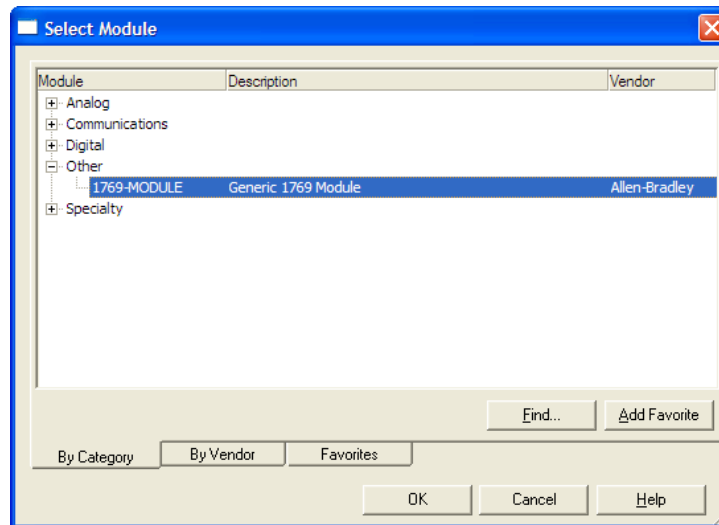 Select Module
Module Description Vendor
Analog
Communications
Digital
Other
1769-MODULE Generic 1769 Module Allen-Bradley
Specialty
Find... Add Favorite
By Category By Vendor Favorites
OK Cancel Help